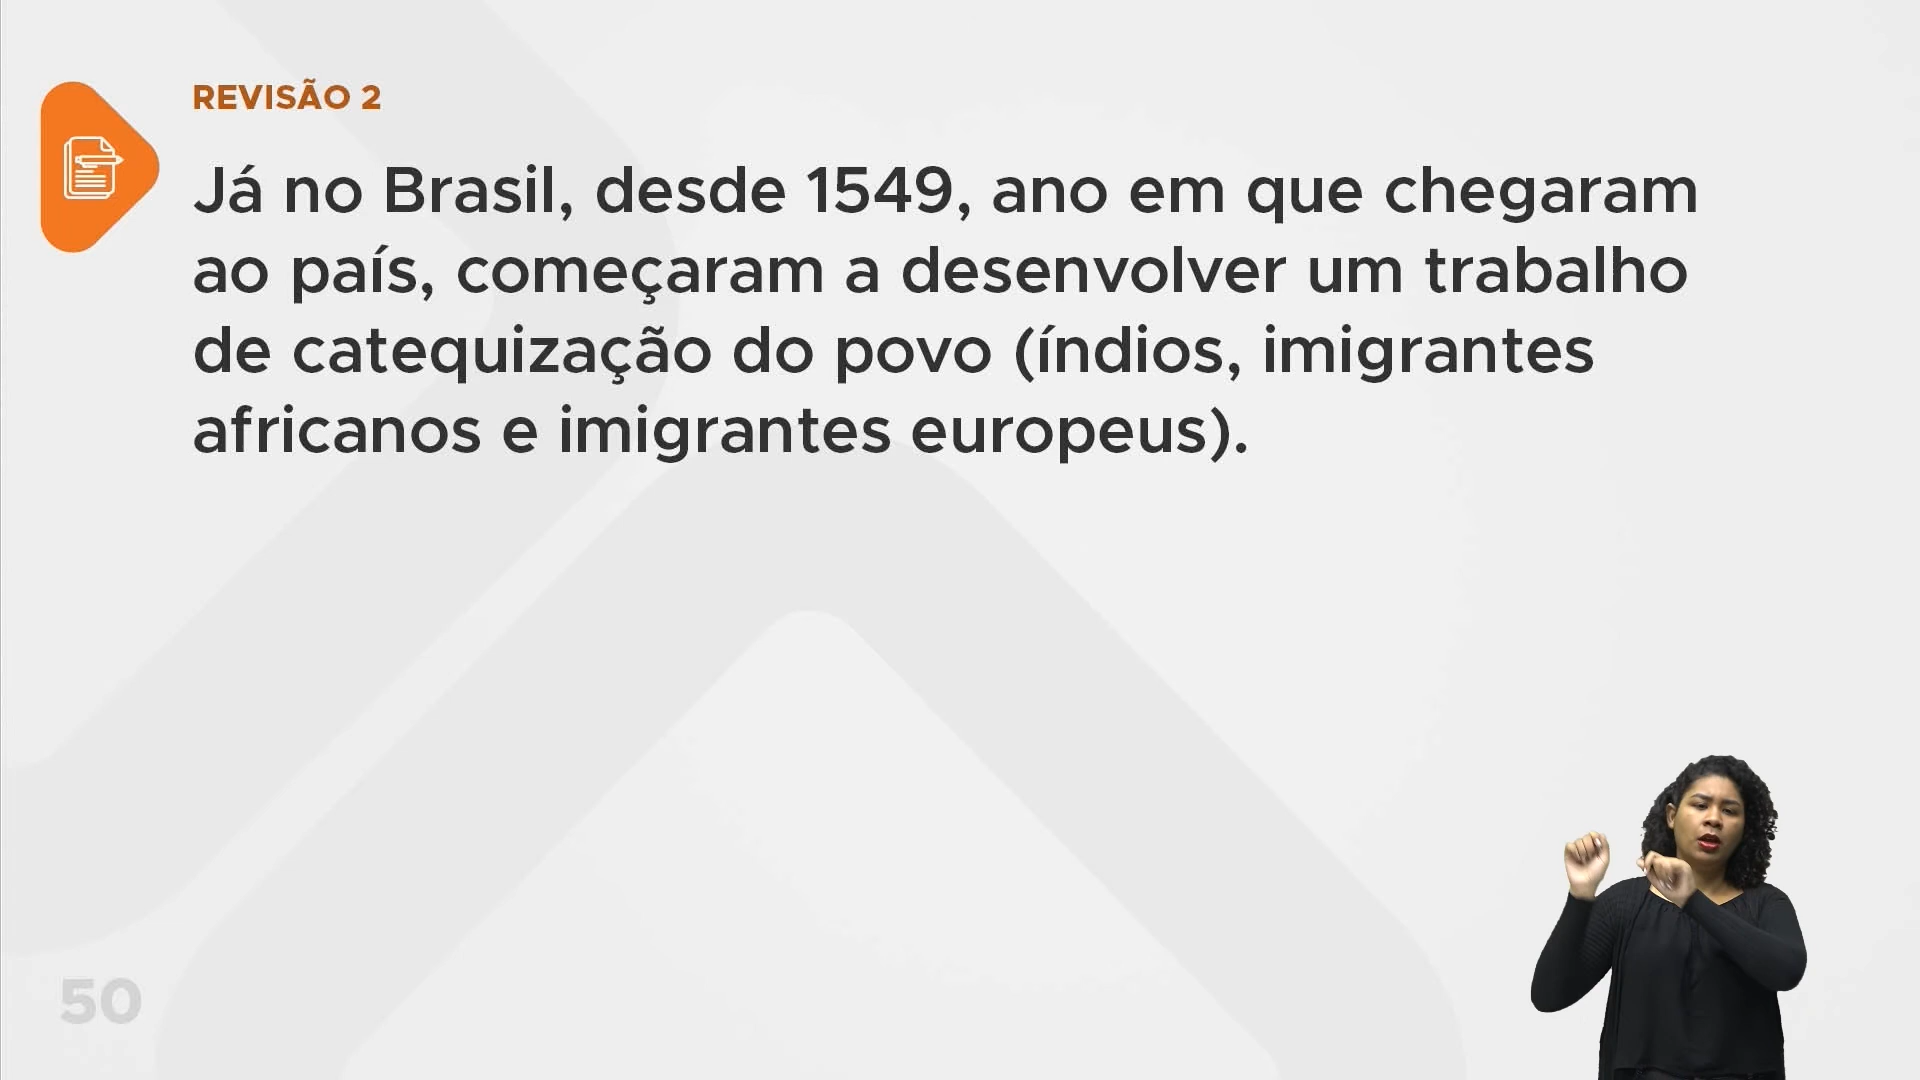 REVISÃO 2
Já no Brasil, desde 1549, ano em que chegaram
ao país, começaram a desenvolver um trabalho
de catequização do povo (índios, imigrantes
africanos e imigrantes europeus).
50